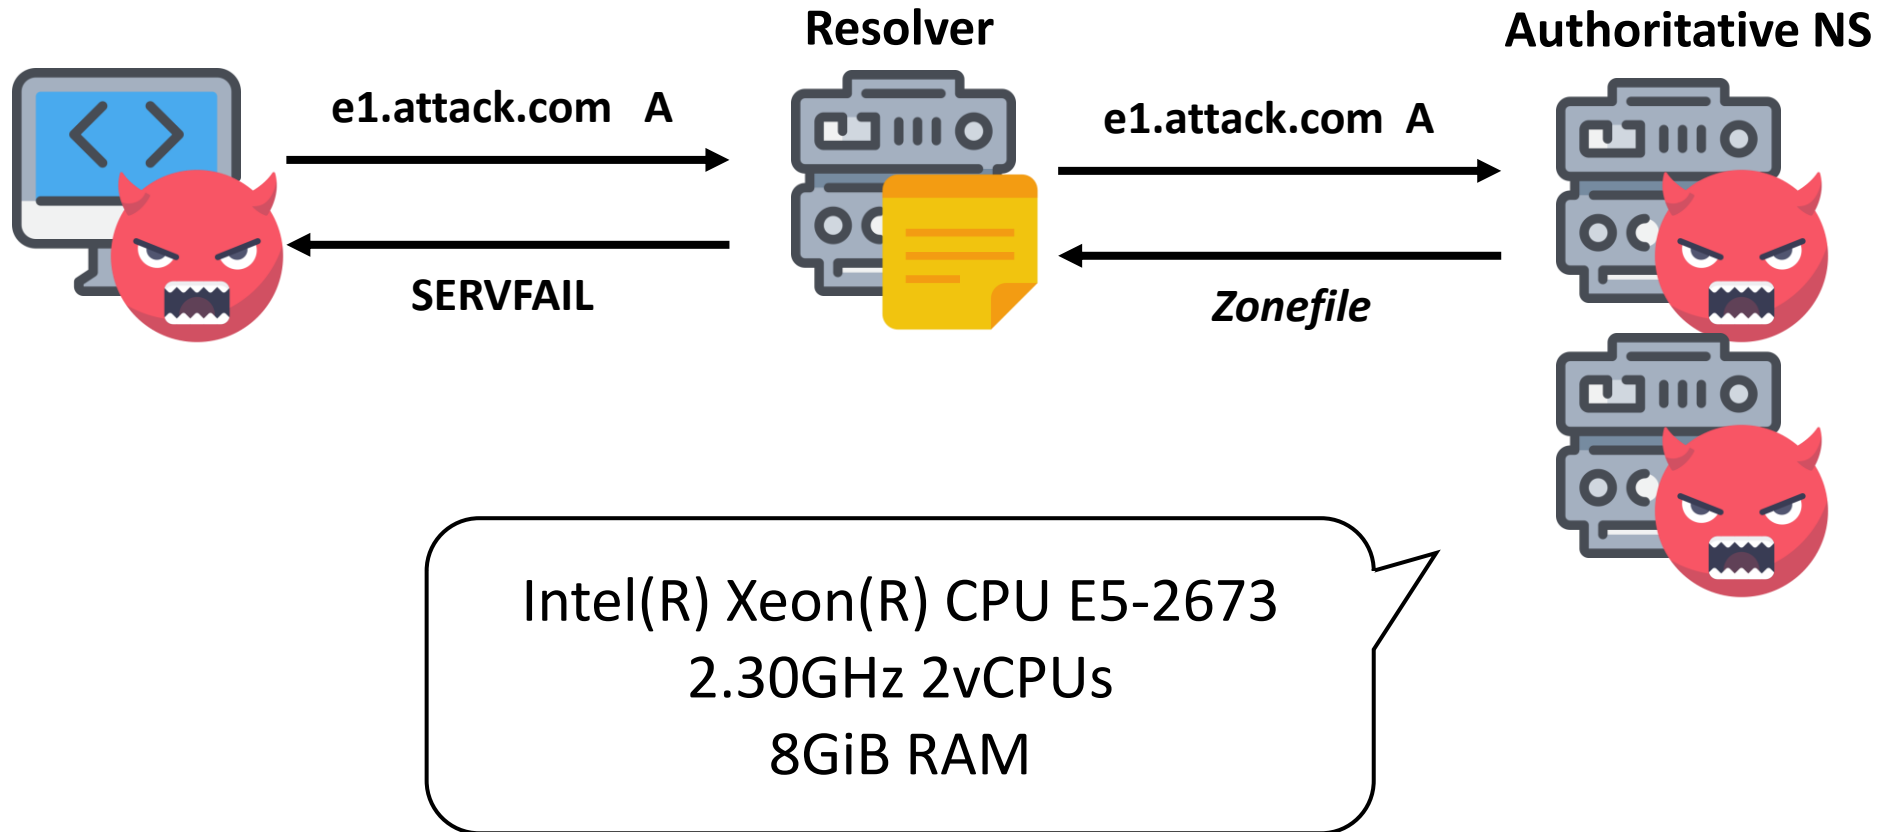 Resolver
Authoritative NS
e1.attack.com A
e1.attack.com A
SERVFAIL
Zonefile
Intel(R) Xeon(R) CPU E5-2673
2.30GHz 2vCPUs
8GiB RAM